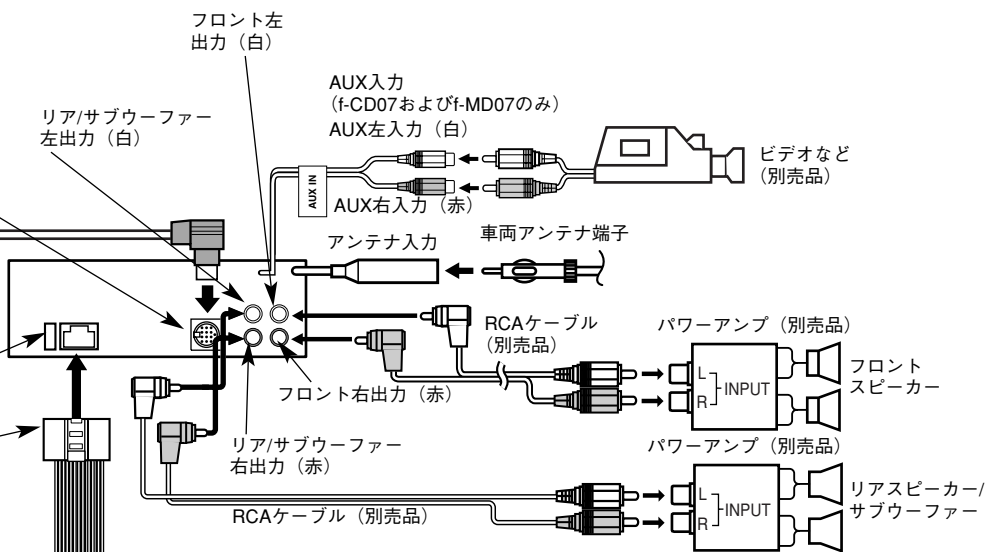 フロント左
出力（白）
AUX入力
（f-CD07およびf-MD07のみ）
AUX左入力（白）
リア/サブウーファー
左出力（白）
ビデオなど
（別売品）
AUX IN
AUX右入力（赤）
アンテナ入力
車両アンテナ端子
RCAケーブル
（別売品）
パワーアンプ（別売品）
L
R
INPUT
フロント
スピーカー
フロント右出力（赤）
リア/サブウーファー
右出力（赤）
パワーアンプ（別売品）
L
R
INPUT
リアスピーカー/
サブウーファー
RCAケーブル（別売品）